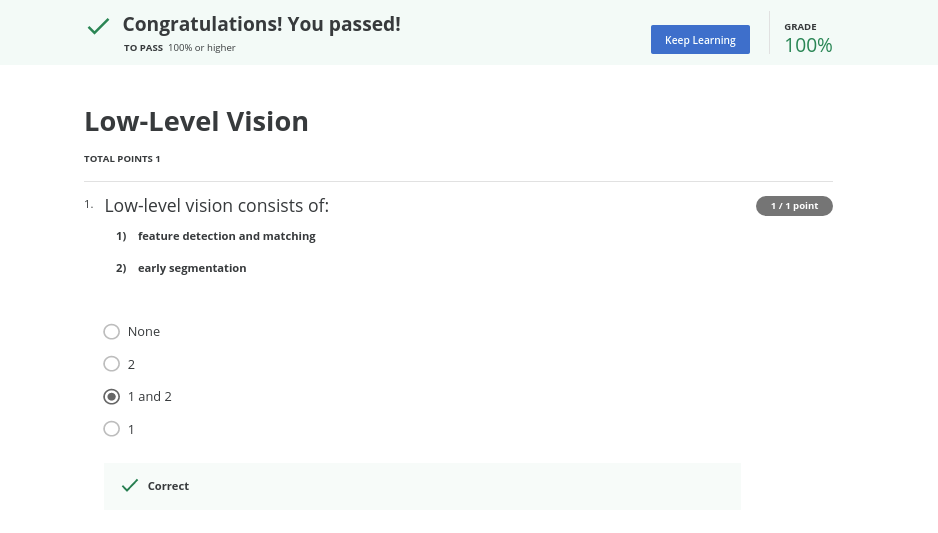 Congratulations! You passed!
TO PASS 100% or higher
Keep Learning
GRADE
100%
Low-Level Vision
TOTAL POINTS 1
1. Low-level vision consists of:
1 / 1 point
1) feature detection and matching
2) early segmentation
None
2
1 and 2
1
Correct